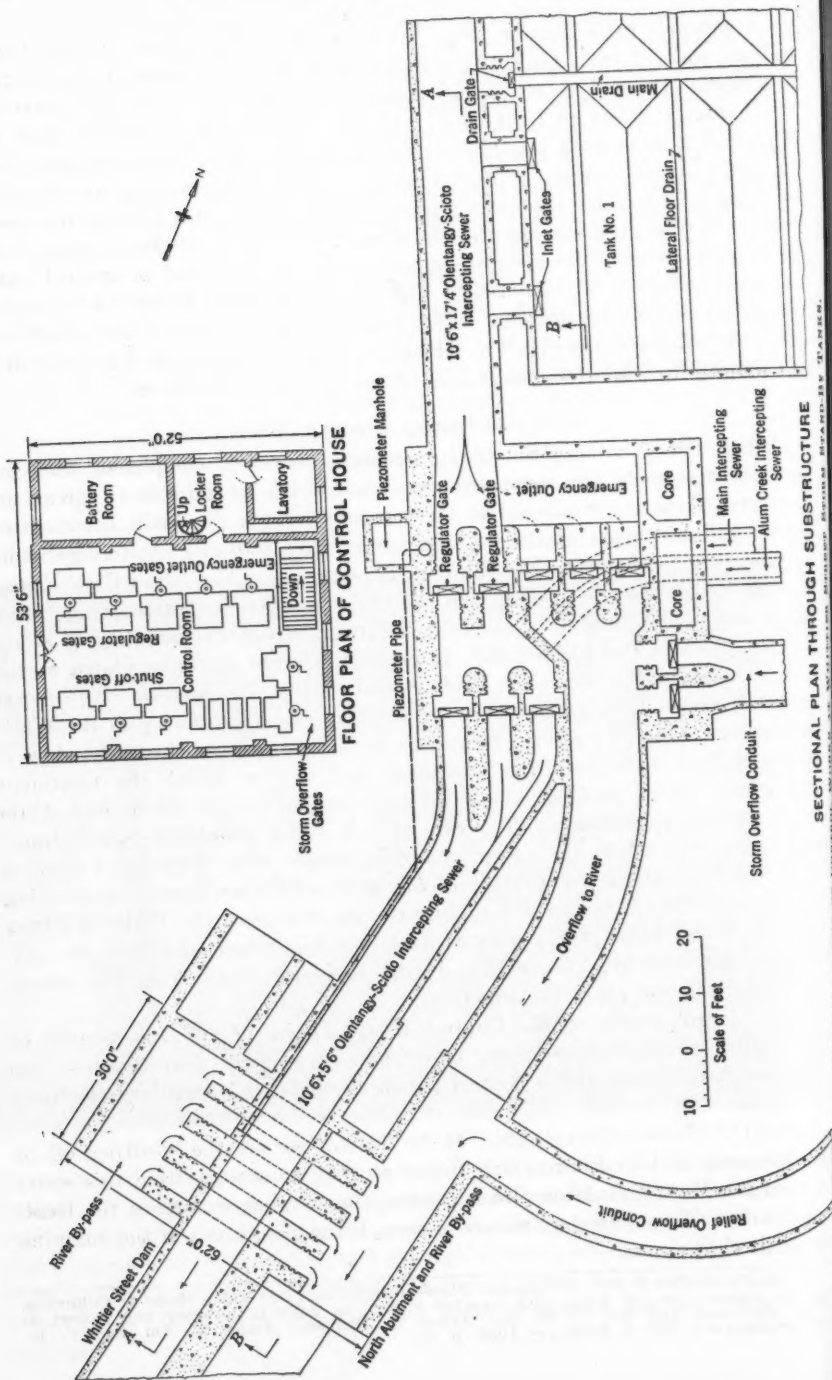 53'6"
52'0"
Battery
Room
Up
Locker
Room
Lavatory
Shut-off Gates
Regulator Gates
Control Room
Emergency Outlet Gates
Down
Storm Overflow
Gates
FLOOR PLAN OF CONTROL HOUSE
N
A
Drain Gate
10'6"x17'4" Olentangy-Scioto
Intercepting Sewer
Inlet Gates
B
Main Drain
Tank No. 1
Lateral Floor Drain
Piezometer Manhole
Piezometer Pipe
Regulator Gate
Regulator Gate
Emergency Outlet
Core
Core
Main Intercepting
Sewer
Alum Creek Intercepting
Sewer
Storm Overflow Conduit
30'0"
River By-pass
Whittier Street Dam
A
62'0"
B
10'6"x5'6" Olentangy-Scioto Intercepting Sewer
Overflow to River
North Abutment and River By-pass
Relief Overflow Conduit
10 0 10 20
Scale of Feet
SECTIONAL PLAN THROUGH SUBSTRUCTURE